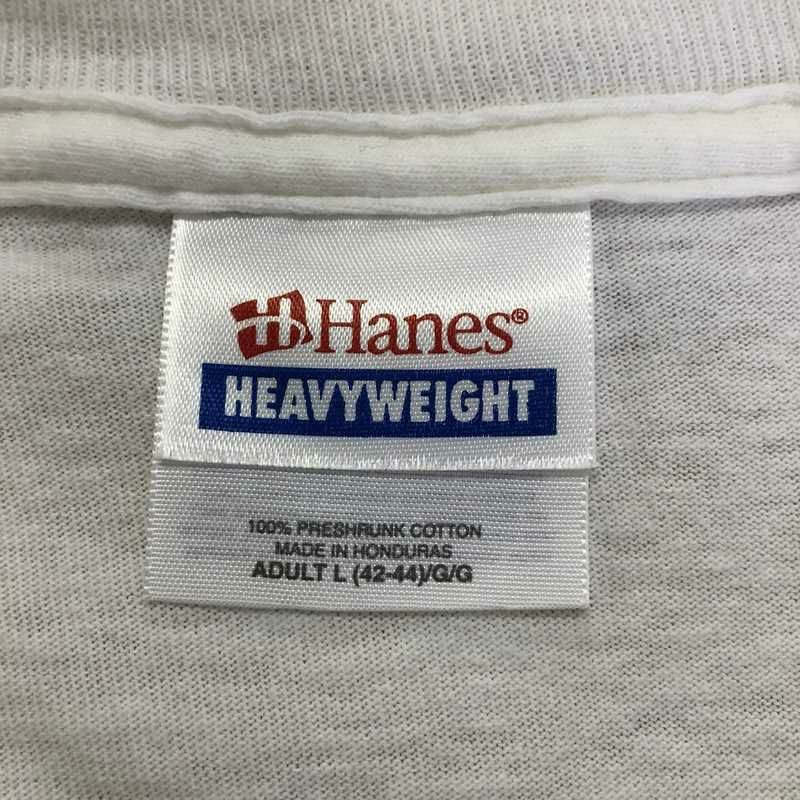 Hanes®
HEAVYWEIGHT
100% PRESHRUNK COTTON
MADE IN HONDURAS
ADULT L (42-44)/G/G